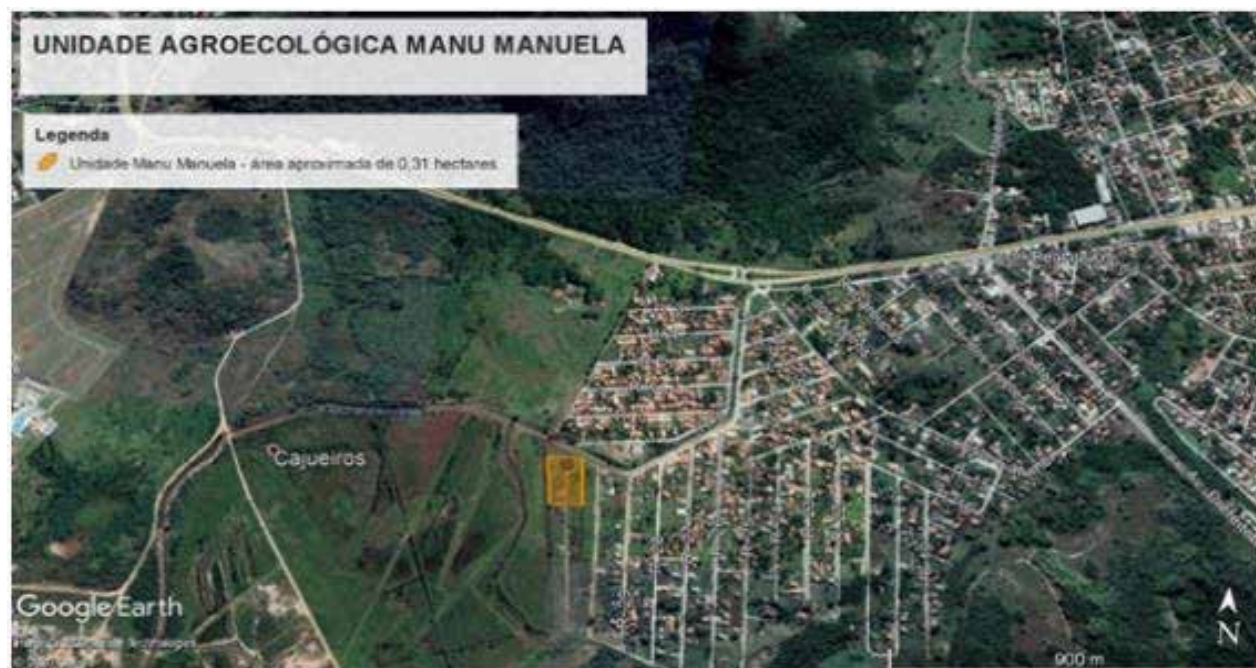 UNIDADE AGROECOLÓGICA MANU MANUELA
Legenda
Unidade Manu Manuela - área aproximada de 0,31 hectares
Cajueiros
Google Earth
N
900 m